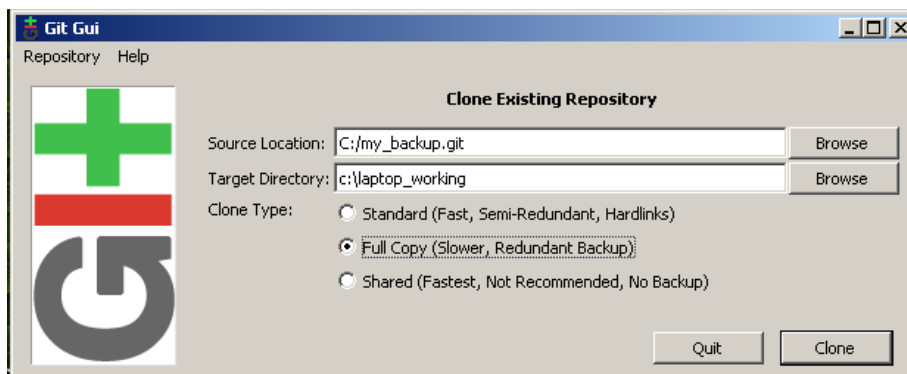 Git Gui
Repository Help
Clone Existing Repository
Source Location: C:/my_backup.git Browse
Target Directory: c:\laptop_working Browse
Clone Type: Standard (Fast, Semi-Redundant, Hardlinks)
Full Copy (Slower, Redundant Backup)
Shared (Fastest, Not Recommended, No Backup)
Quit Clone
GIT